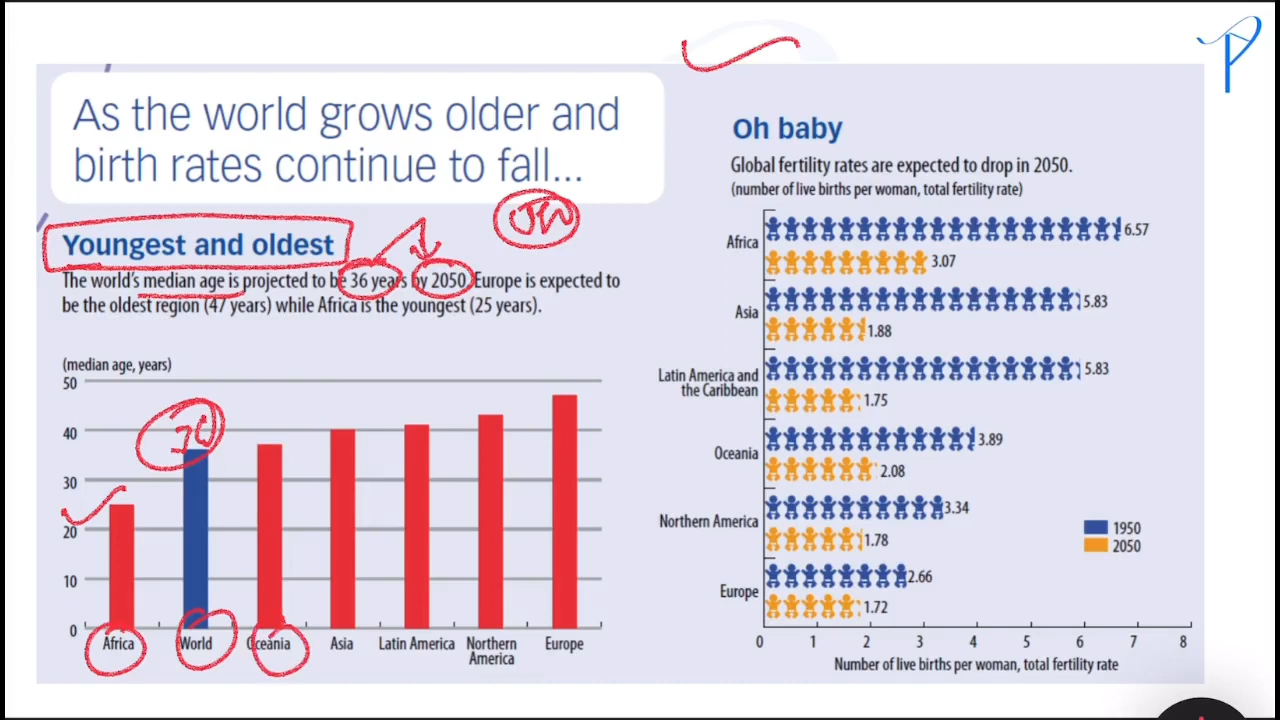 As the world grows older and
birth rates continue to fall...
Youngest and oldest
The world's median age is projected to be 36 years by 2050. Europe is expected to
be the oldest region (47 years) while Africa is the youngest (25 years).
(median age, years)
50
40
30
20
10
0
Africa
World
Oceania
Asia
Latin America
Northern
America
Europe
Oh baby
Global fertility rates are expected to drop in 2050.
(number of live births per woman, total fertility rate)
Africa
6.57
3.07
Asia
5.83
1.88
Latin America and
the Caribbean
5.83
1.75
Oceania
3.89
2.08
Northern America
3.34
1.78
Europe
2.66
1.72
1950
2050
0 1 2 3 4 5 6 7 8
Number of live births per woman, total fertility rate